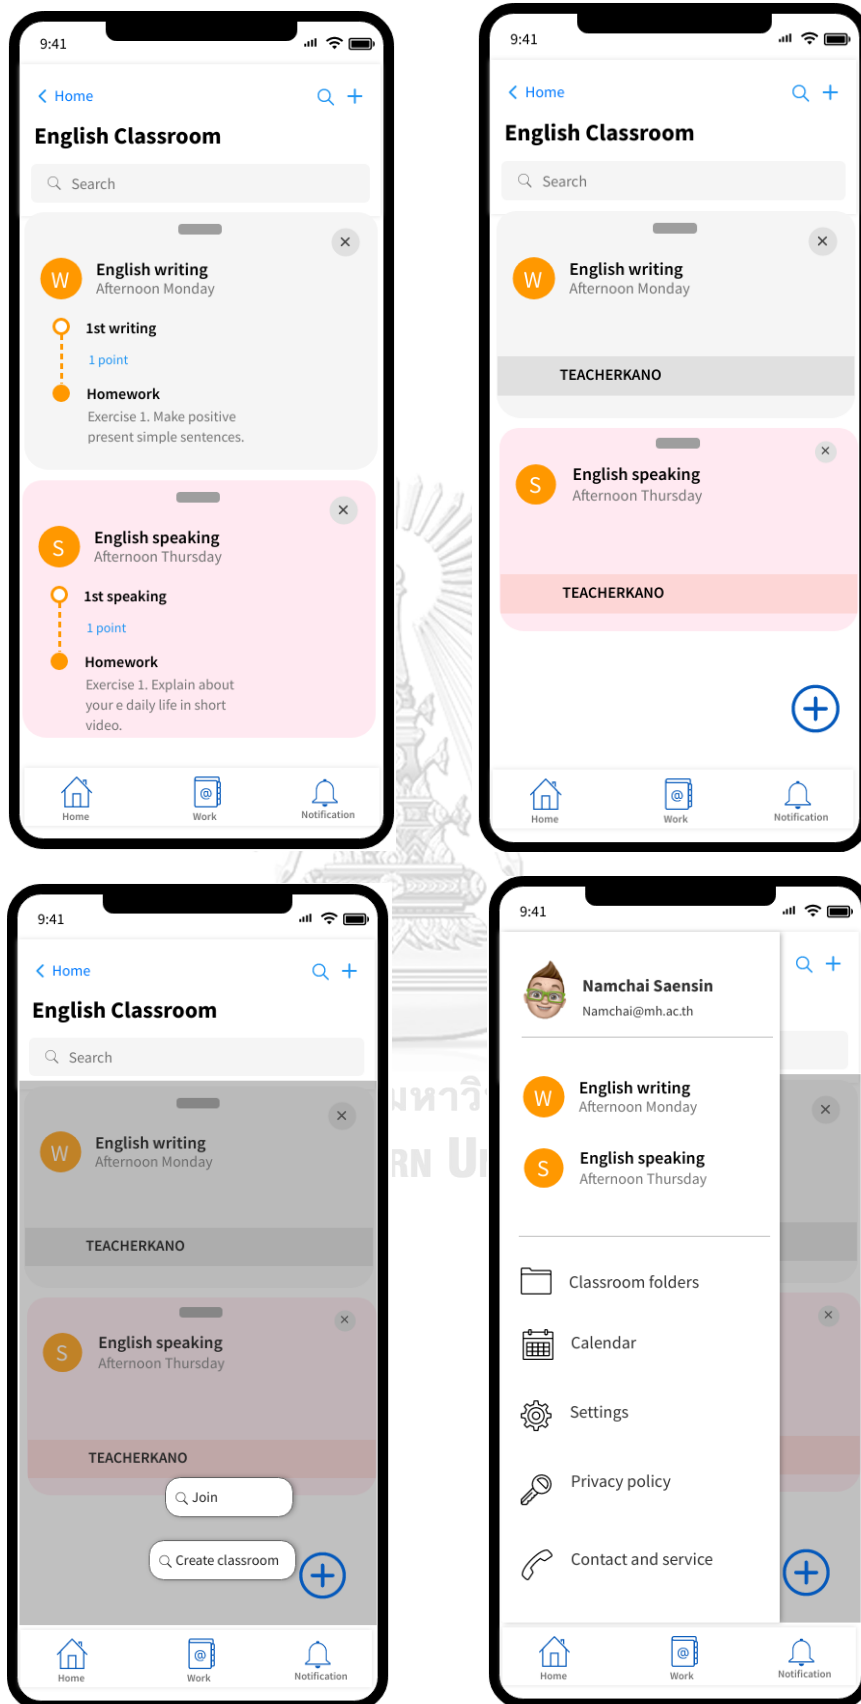 9:41
Home
English Classroom
Search
W
English writing
Afternoon Monday
1st writing
1 point
Homework
Exercise 1. Make positive
present simple sentences.
S
English speaking
Afternoon Thursday
1st speaking
1 point
Homework
Exercise 1. Explain about
your e daily life in short
video.
Home
Work
Notification
9:41
Home
English Classroom
Search
W
English writing
Afternoon Monday
TEACHERKANO
S
English speaking
Afternoon Thursday
TEACHERKANO
Home
Work
Notification
9:41
Home
English Classroom
Search
W
English writing
Afternoon Monday
TEACHERKANO
S
English speaking
Afternoon Thursday
TEACHERKANO
Join
Create classroom
Home
Work
Notification
9:41
Namchai Saensin
Namchai@mh.ac.th
W
English writing
Afternoon Monday
S
English speaking
Afternoon Thursday
Classroom folders
Calendar
Settings
Privacy policy
Contact and service
Home
Work
Notification